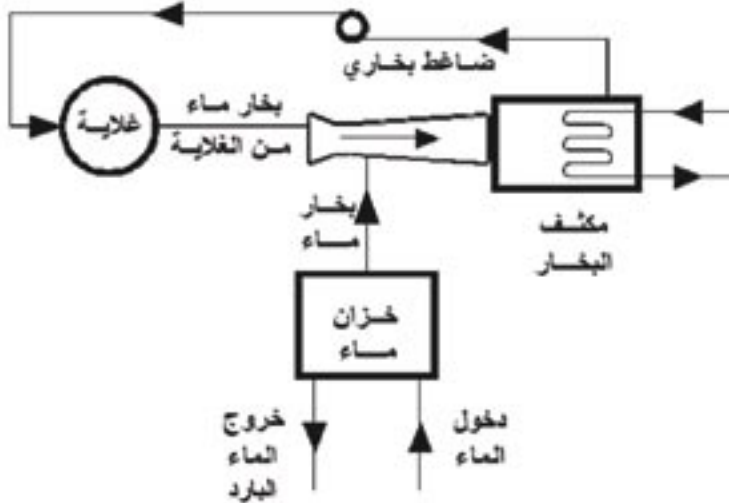 ضاغط بخاري
غلاية
بخار ماء
من الغلاية
بخار
ماء
مكثف
البخار
خزان
ماء
خروج
الماء
البارد
دخول
الماء